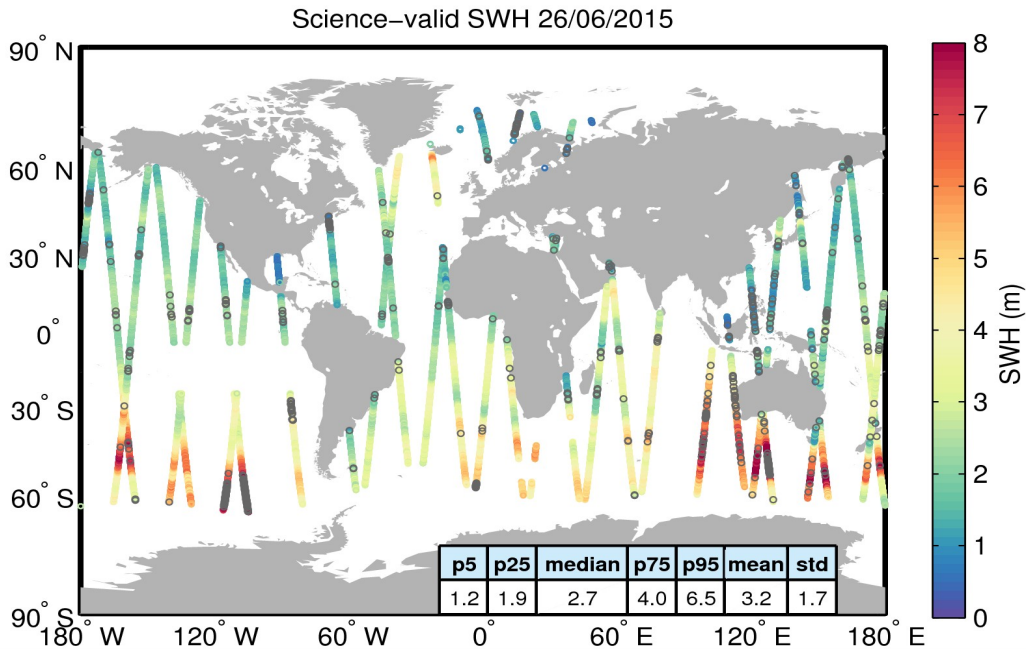 Science−valid SWH 26/06/2015
90° N
60° N
30° N
0°
30° S
60° S
90° S
180° W
120° W
60° W
0°
60° E
120° E
180° E
p5 p25 median p75 p95 mean std
1.2 1.9 2.7 4.0 6.5 3.2 1.7
8
7
6
5
4
3
2
1
0
SWH (m)